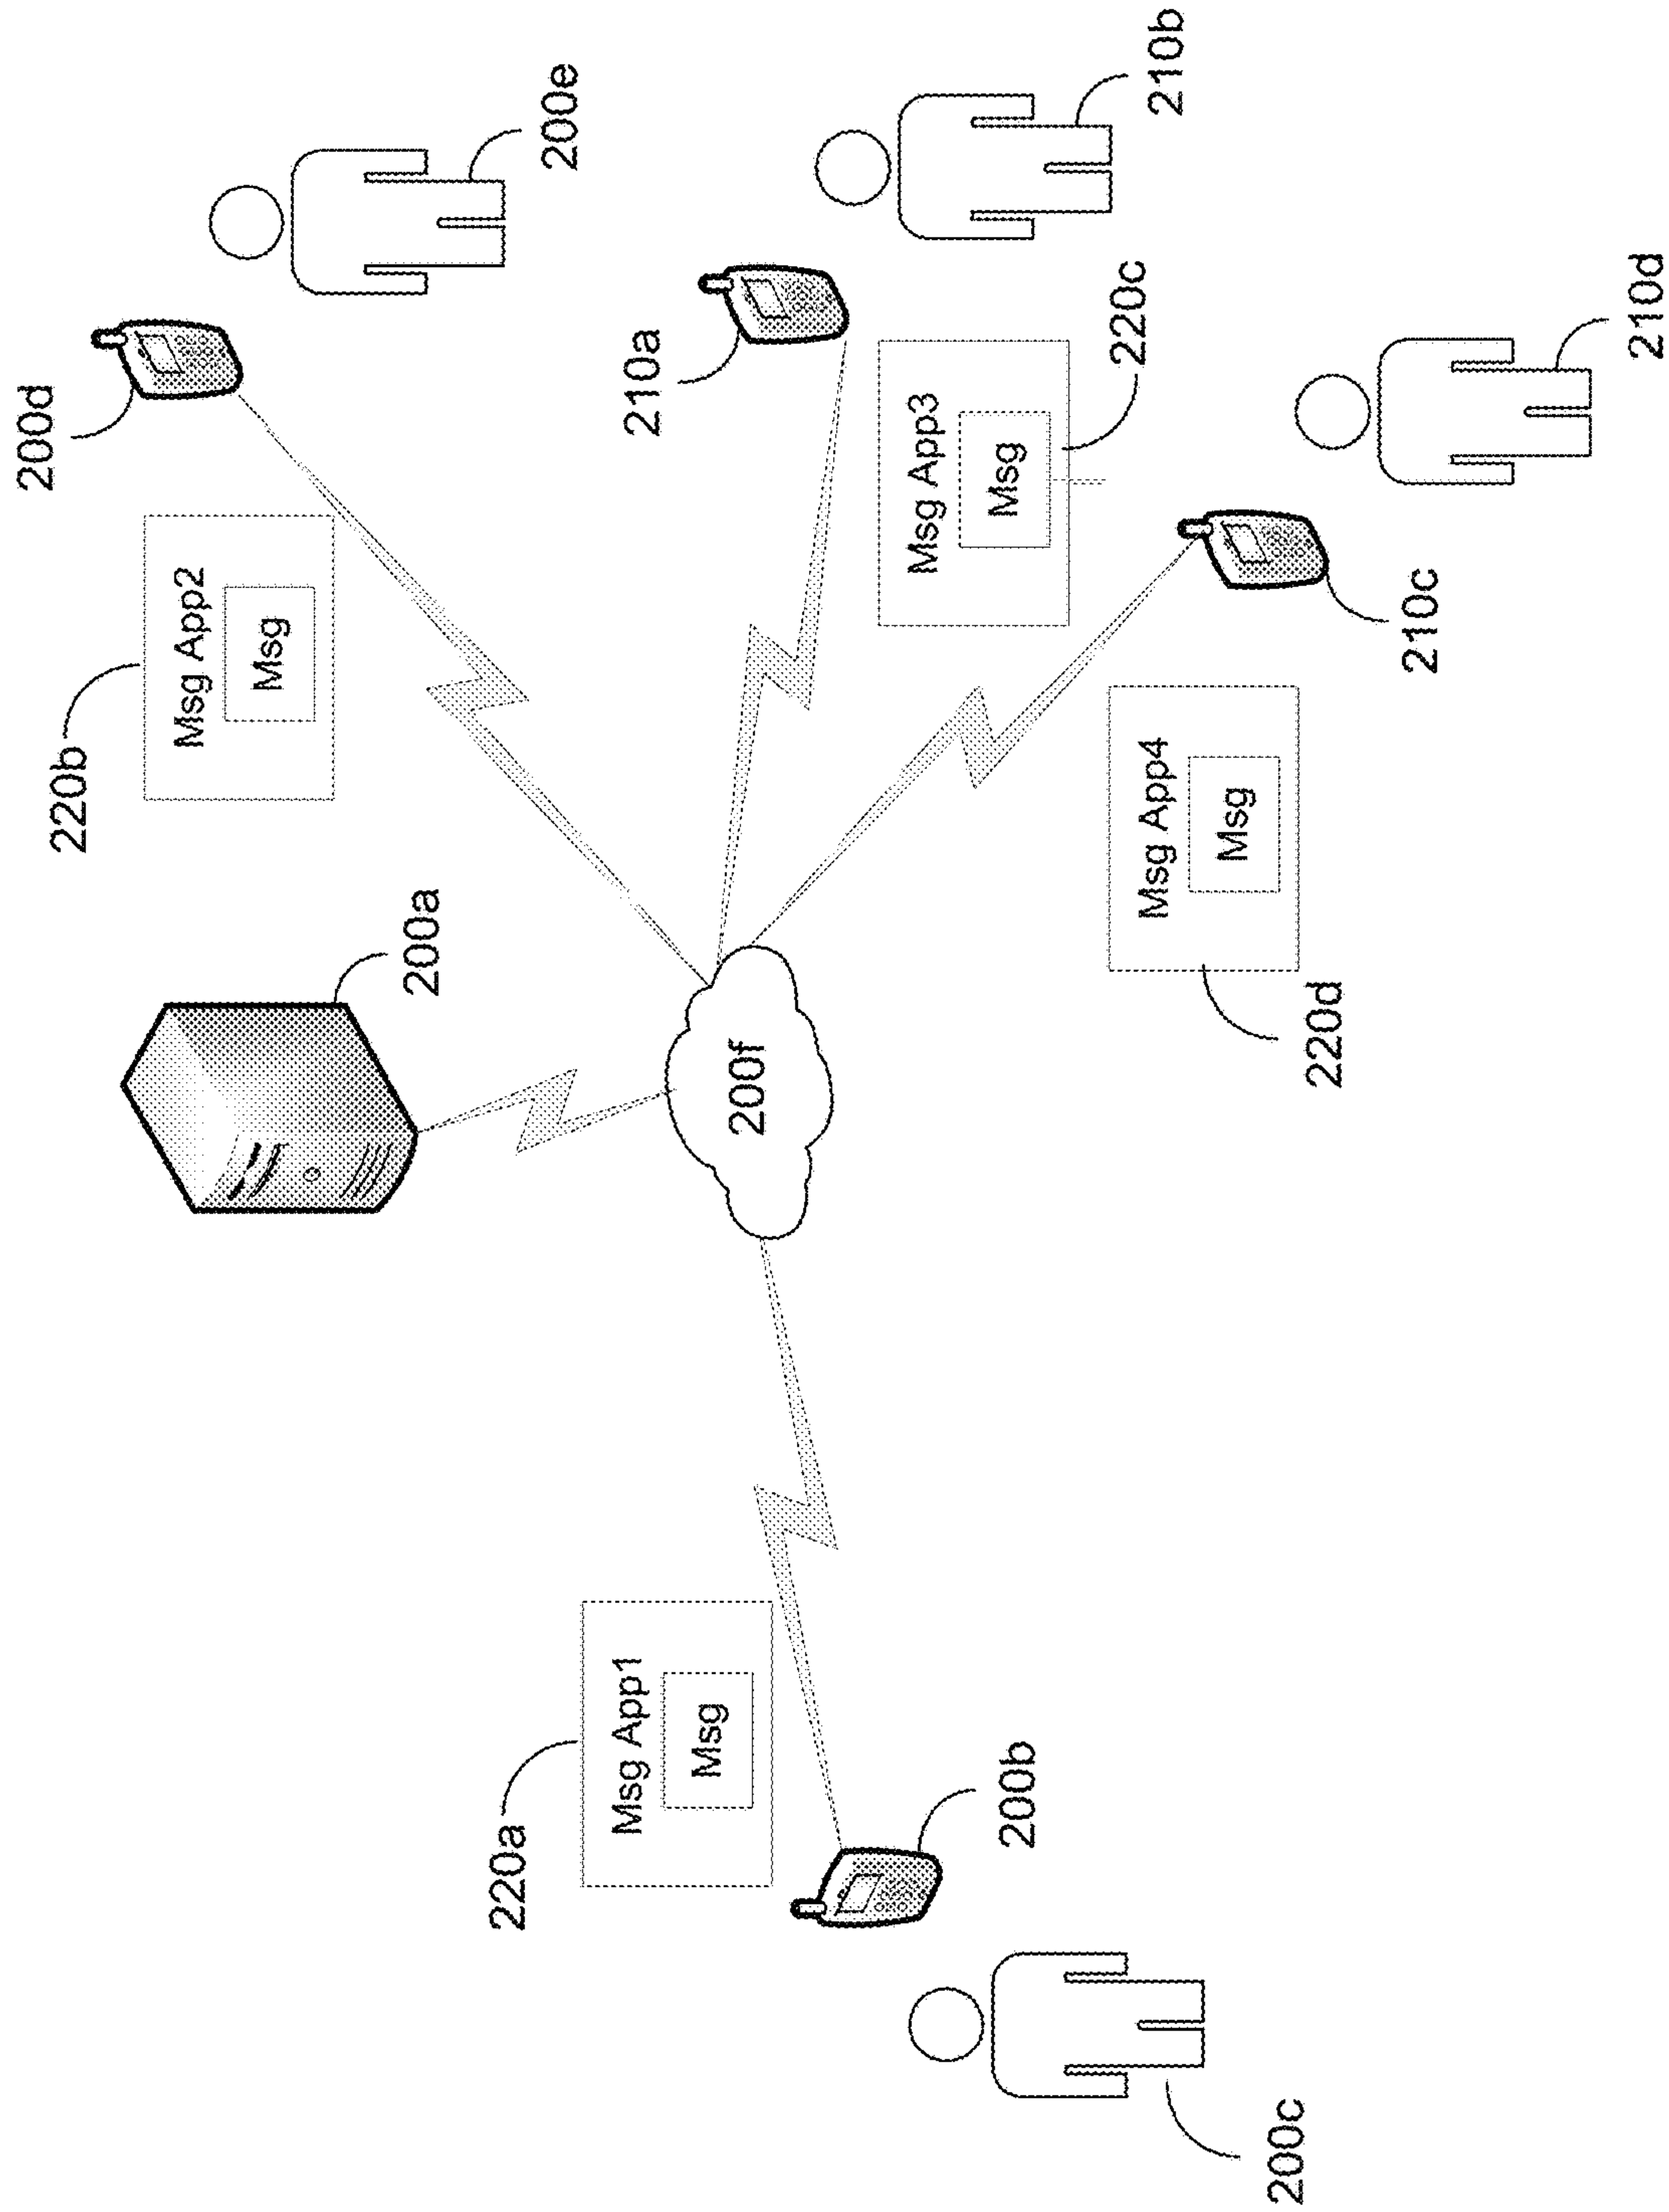 200a
200d
220b
Msg App2
Msg
200e
220a
Msg App1
Msg
200f
210a
Msg App3
Msg
210b
220c
200b
200c
220d
Msg App4
Msg
210c
210d